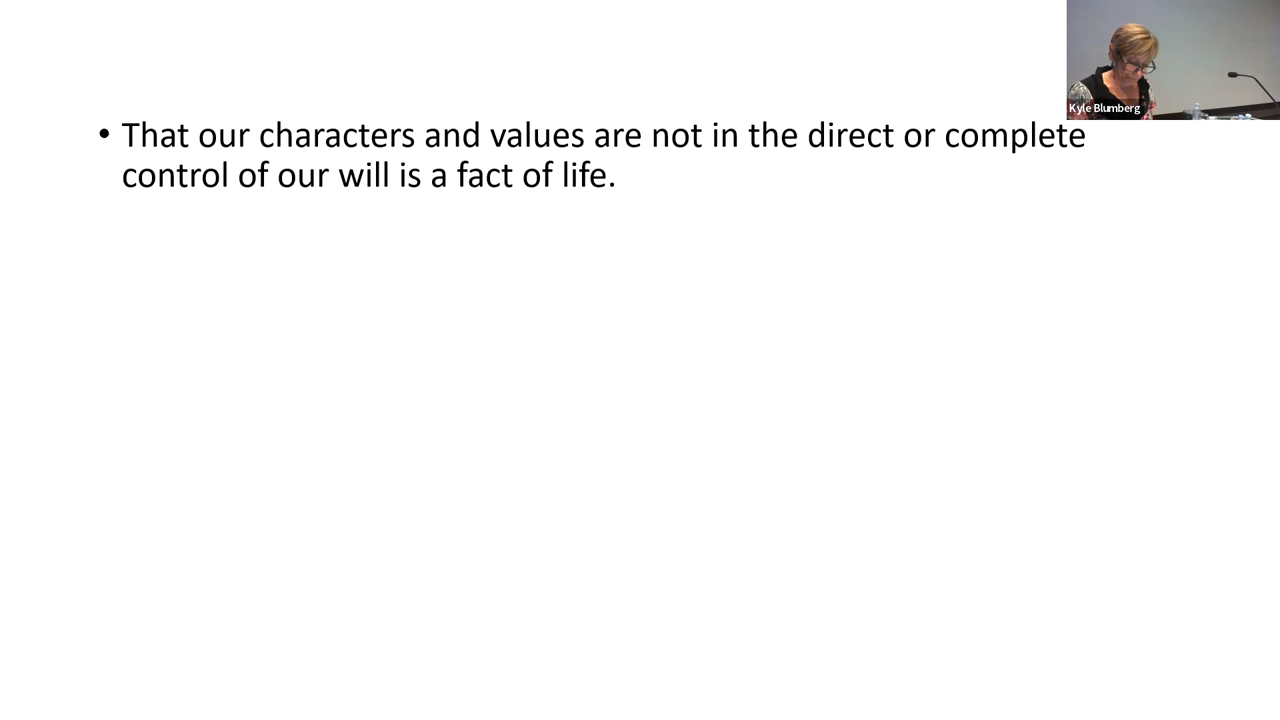 Kyle Blumberg
• That our characters and values are not in the direct or complete
control of our will is a fact of life.